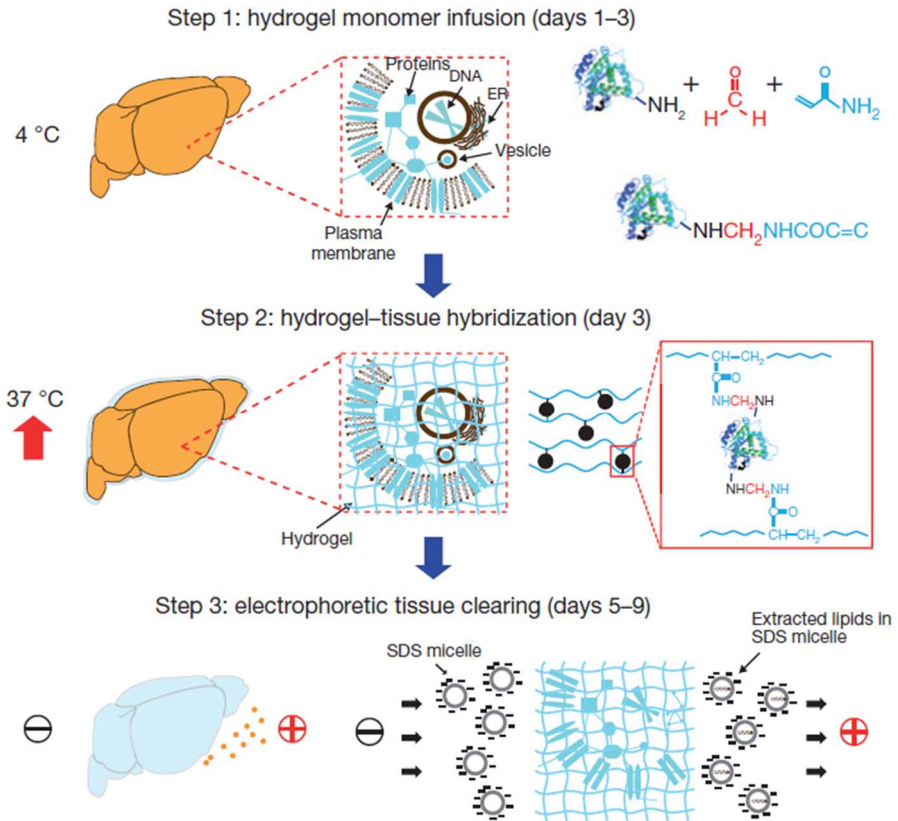 Step 1: hydrogel monomer infusion (days 1–3)
4 °C
Proteins
DNA
ER
Vesicle
Plasma
membrane
NH2
+
O
C
H H
+
O
NH2
NHCH2NHCOC=C
Step 2: hydrogel–tissue hybridization (day 3)
37 °C
Hydrogel
CH–CH2
C=O
NHCH2NH
NHCH2NH
C=O
CH–CH2
Step 3: electrophoretic tissue clearing (days 5–9)
SDS micelle
Extracted lipids in
SDS micelle